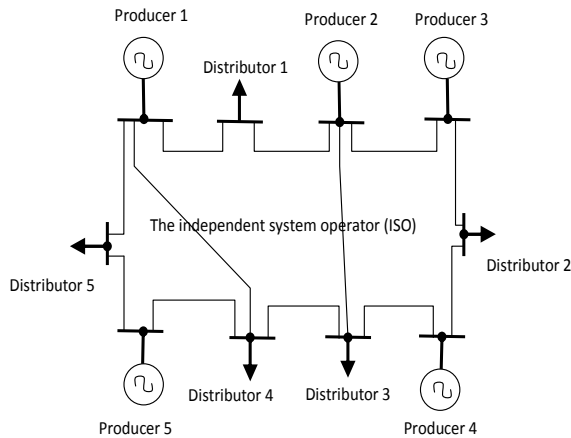 Producer 1
Producer 2
Producer 3
Distributor 1
The independent system operator (ISO)
Distributor 2
Distributor 5
Distributor 4
Distributor 3
Producer 5
Producer 4